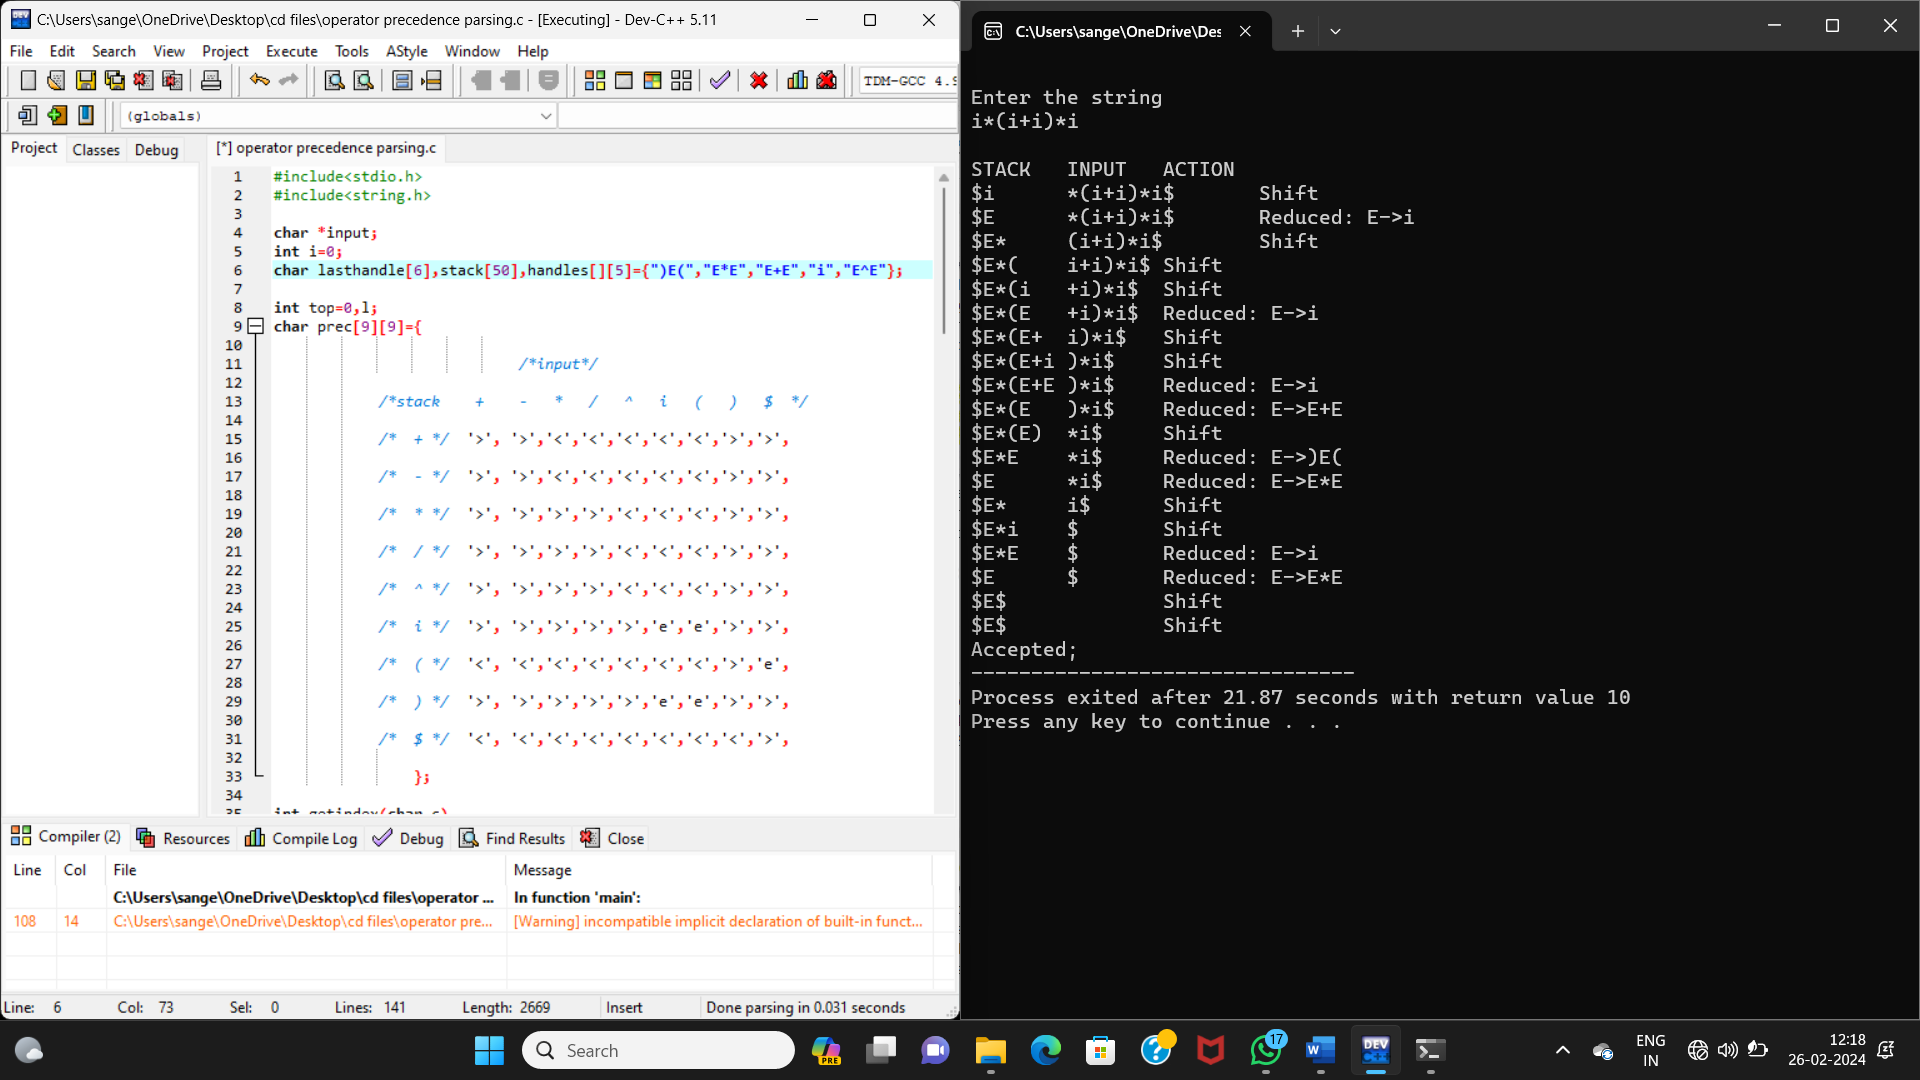 C:\Users\sange\OneDrive\Desktop\cd files\operator precedence parsing.c - [Executing] - Dev-C++ 5.11
File Edit Search View Project Execute Tools AStyle Window Help
TDM-GCC 4.9
(globals)
Project Classes Debug
[*] operator precedence parsing.c
1 #include<stdio.h>
2 #include<string.h>
3
4 char *input;
5 int i=0;
6 char lasthandle[6],stack[50],handles[][5]={")E(","E*E","E+E","i","E^E"};
7
8 int top=0,l;
9 char prec[9][9]={
10
11 /*input*/
12
13 /*stack + - * / ^ i ( ) $ */
14
15 /* + */ '>', '>','<','<','<','<','<','>','>',
16
17 /* - */ '>', '>','<','<','<','<','<','>','>',
18
19 /* * */ '>', '>','>','>','<','<','<','>','>',
20
21 /* / */ '>', '>','>','>','<','<','<','>','>',
22
23 /* ^ */ '>', '>','>','>','<','<','<','>','>',
24
25 /* i */ '>', '>','>','>','>','e','e','>','>',
26
27 /* ( */ '<', '<','<','<','<','<','<','>','e',
28
29 /* ) */ '>', '>','>','>','>','e','e','>','>',
30
31 /* $ */ '<', '<','<','<','<','<','<','<','>',
32
33 };
34
35 int getindex(char c)
Compiler (2) Resources Compile Log Debug Find Results Close
Line Col File Message
C:\Users\sange\OneDrive\Desktop\cd files\operator ... In function 'main':
108 14 C:\Users\sange\OneDrive\Desktop\cd files\operator pre... [Warning] incompatible implicit declaration of built-in funct...
Line: 6 Col: 73 Sel: 0 Lines: 141 Length: 2669 Insert Done parsing in 0.031 seconds
C:\Users\sange\OneDrive\Des
Enter the string
i*(i+i)*i
STACK INPUT ACTION
$i *(i+i)*i$ Shift
$E *(i+i)*i$ Reduced: E->i
$E* (i+i)*i$ Shift
$E*( i+i)*i$ Shift
$E*(i +i)*i$ Shift
$E*(E +i)*i$ Reduced: E->i
$E*(E+ i)*i$ Shift
$E*(E+i )*i$ Shift
$E*(E+E )*i$ Reduced: E->i
$E*(E )*i$ Reduced: E->E+E
$E*(E) *i$ Shift
$E*E *i$ Reduced: E->)E(
$E *i$ Reduced: E->E*E
$E* i$ Shift
$E*i $ Shift
$E*E $ Reduced: E->i
$E $ Reduced: E->E*E
$E$ Shift
$E$ Shift
Accepted;
--------------------------------
Process exited after 21.87 seconds with return value 10
Press any key to continue . . .
Search
PRE
17
DEV C++
ENG
IN
12:18
26-02-2024